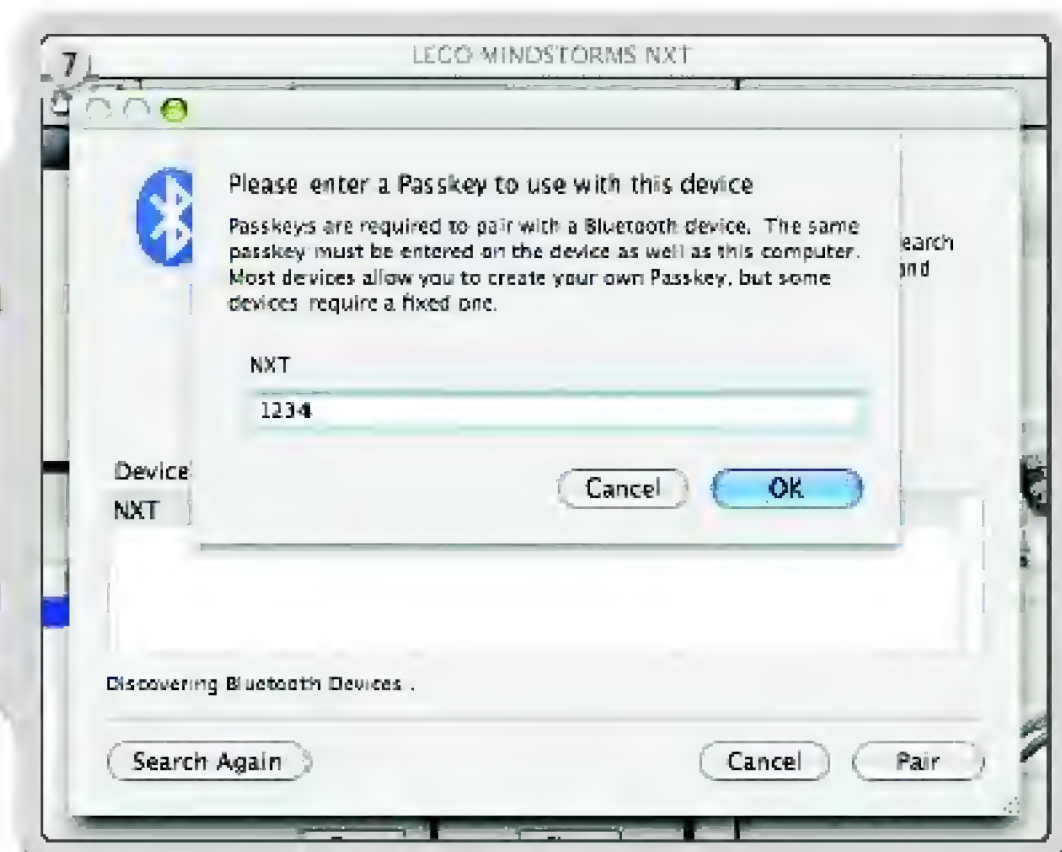 7
LEGO MINDSTORMS NXT
Please enter a Passkey to use with this device
Passkeys are required to pair with a Bluetooth device. The same
passkey must be entered on the device as well as this computer.
Most devices allow you to create your own Passkey, but some
devices require a fixed one.
earch
and
NXT
1234
Cancel OK
Device
NXT
Discovering Bluetooth Devices .
Search Again Cancel Pair